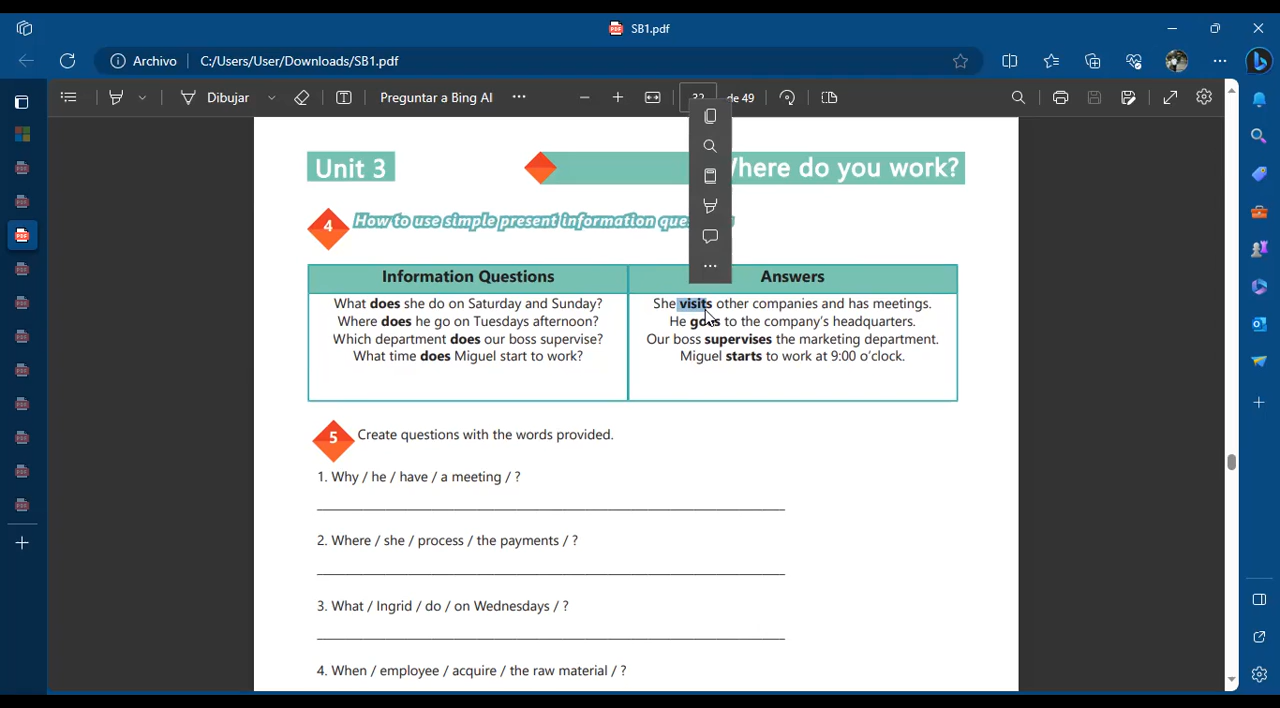 SB1.pdf
Archivo C:/Users/User/Downloads/SB1.pdf
Dibujar Preguntar a Bing AI de 49
Unit 3 here do you work?
4 How to use simple present information
Information Questions Answers
What does she do on Saturday and Sunday? She visits other companies and has meetings.
Where does he go on Tuesdays afternoon? He goes to the company's headquarters.
Which department does our boss supervise? Our boss supervises the marketing department.
What time does Miguel start to work? Miguel starts to work at 9:00 o'clock.
5 Create questions with the words provided.
1. Why / he / have / a meeting / ?
2. Where / she / process / the payments / ?
3. What / Ingrid / do / on Wednesdays / ?
4. When / employee / acquire / the raw material / ?